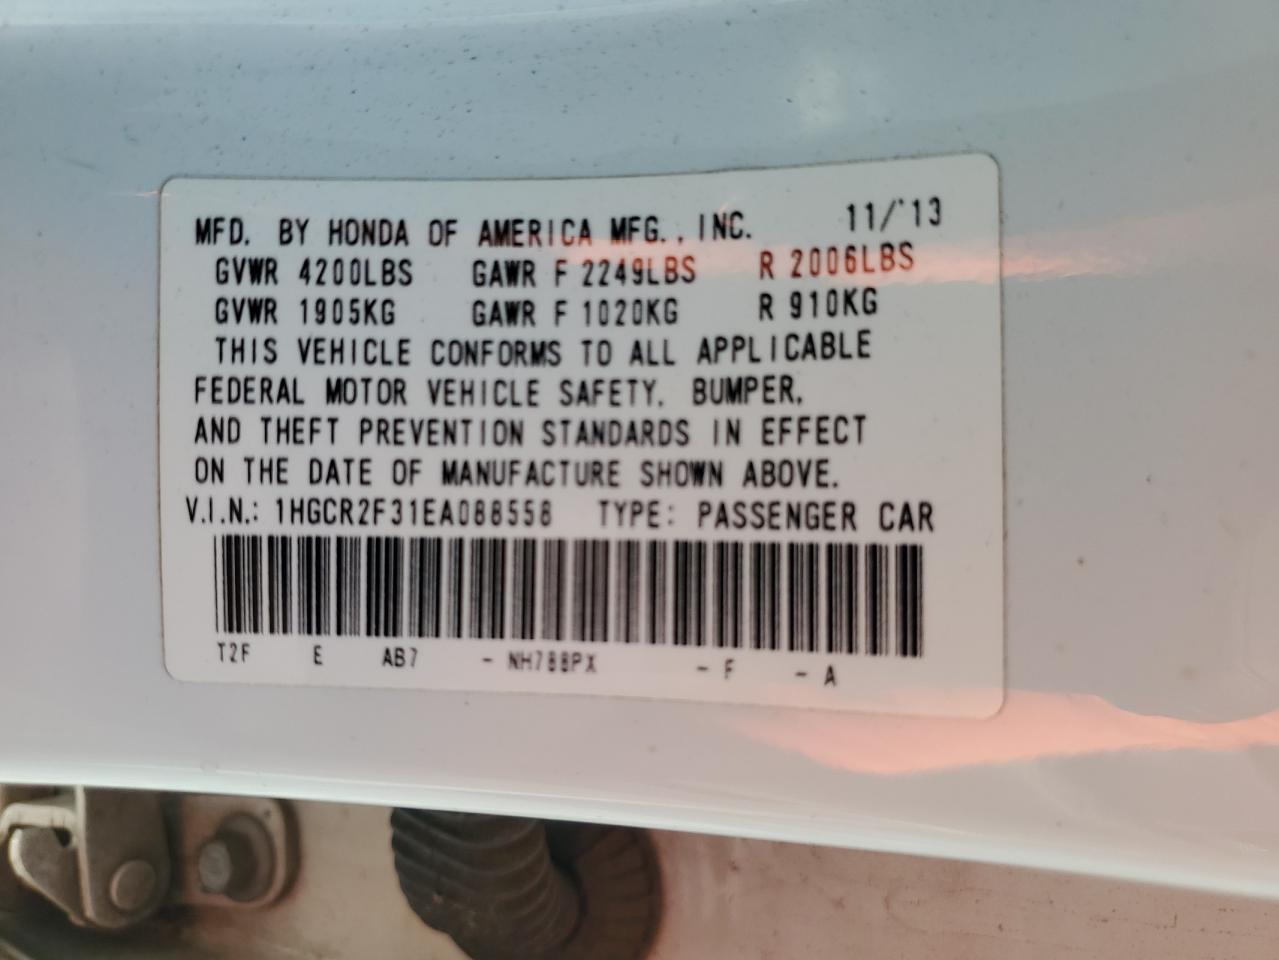 MFD. BY HONDA OF AMERICA MFG., INC. 11/'13
GVWR 4200LBS GAWR F 2249LBS R 2006LBS
GVWR 1905KG GAWR F 1020KG R 910KG
THIS VEHICLE CONFORMS TO ALL APPLICABLE
FEDERAL MOTOR VEHICLE SAFETY, BUMPER,
AND THEFT PREVENTION STANDARDS IN EFFECT
ON THE DATE OF MANUFACTURE SHOWN ABOVE.
V.I.N.: 1HGCR2F31EA088558 TYPE: PASSENGER CAR
T2F E AB7 - NH788PX - F - A